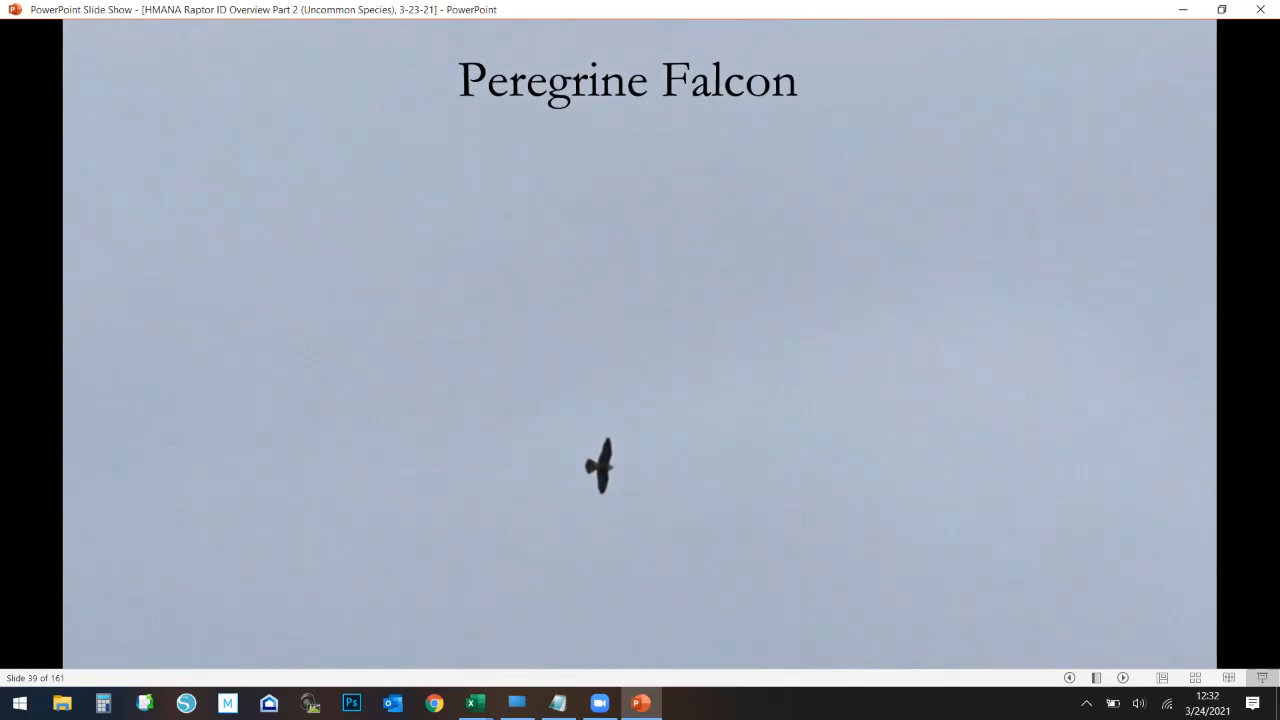 PowerPoint Slide Show - [HMANA Raptor ID Overview Part 2 (Uncommon Species), 3-23-21] - PowerPoint
Peregrine Falcon
Slide 39 of 161
M
Ps
12:32
3/24/2021